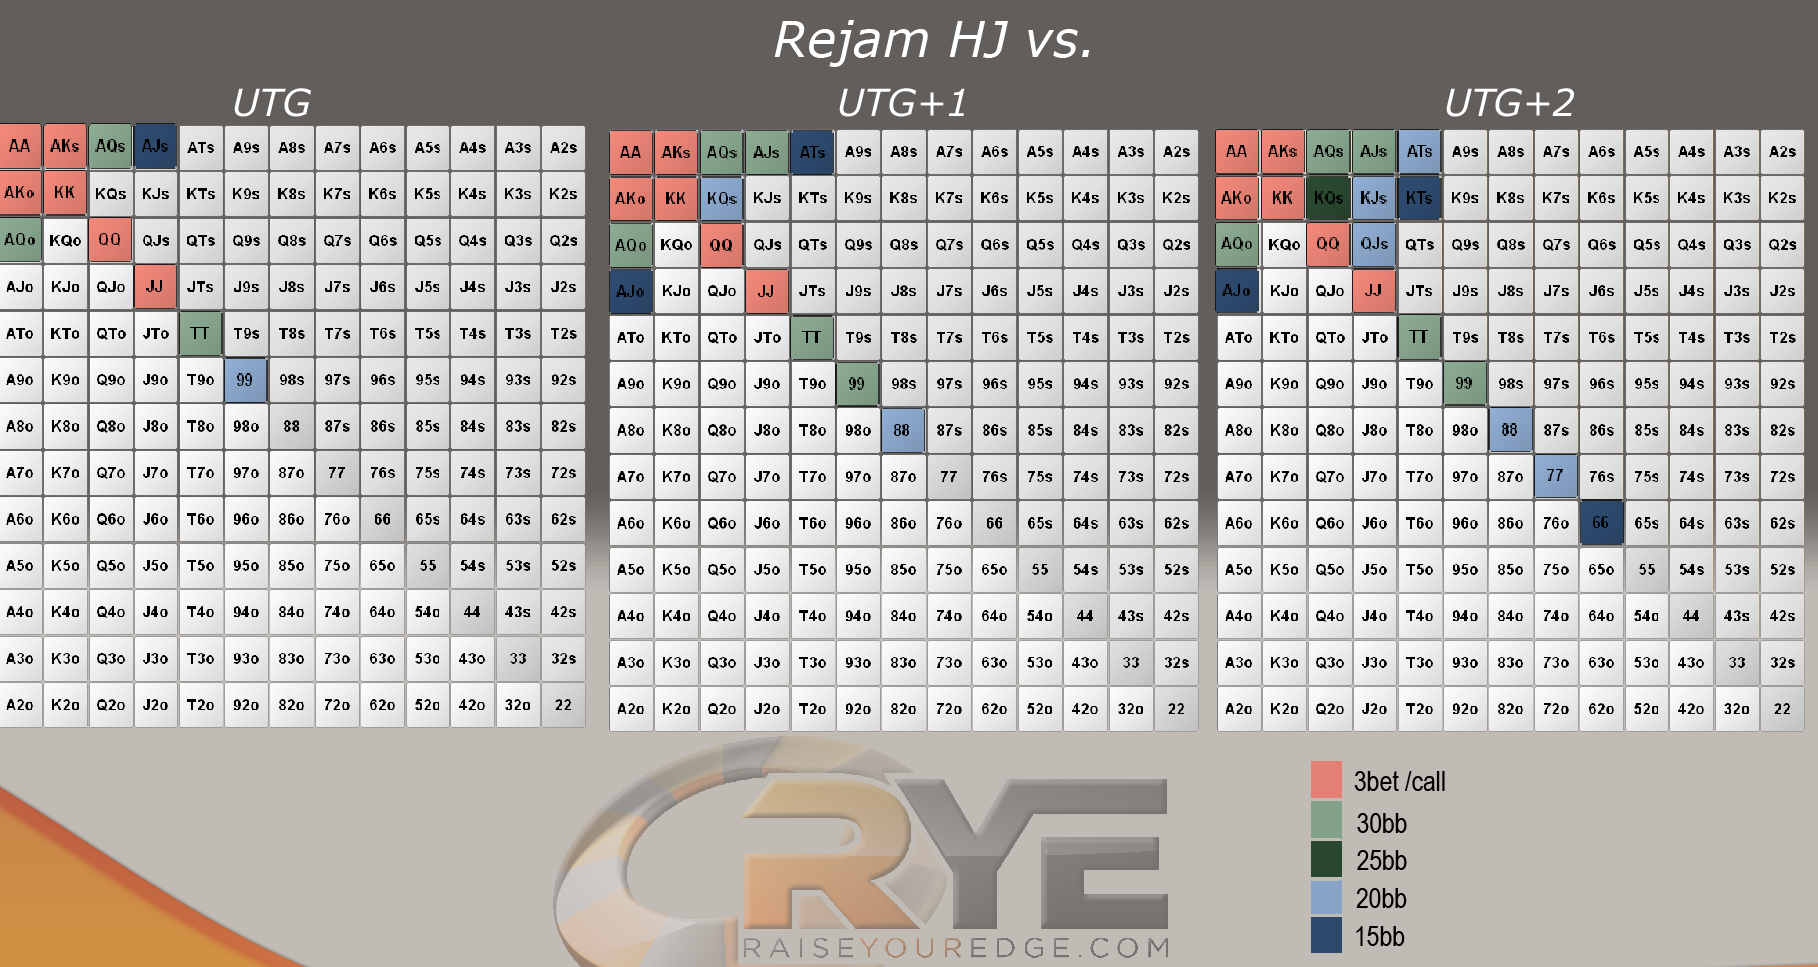 Rejam HJ vs.
UTG
AA AKs AQs AJs ATs A9s A8s A7s A6s A5s A4s A3s A2s
AKo KK KQs KJs KTs K9s K8s K7s K6s K5s K4s K3s K2s
AQo KQo QQ QJs QTs Q9s Q8s Q7s Q6s Q5s Q4s Q3s Q2s
AJo KJo QJo JJ JTs J9s J8s J7s J6s J5s J4s J3s J2s
ATo KTo QTo JTo TT T9s T8s T7s T6s T5s T4s T3s T2s
A9o K9o Q9o J9o T9o 99 98s 97s 96s 95s 94s 93s 92s
A8o K8o Q8o J8o T8o 98o 88 87s 86s 85s 84s 83s 82s
A7o K7o Q7o J7o T7o 97o 87o 77 76s 75s 74s 73s 72s
A6o K6o Q6o J6o T6o 96o 86o 76o 66 65s 64s 63s 62s
A5o K5o Q5o J5o T5o 95o 85o 75o 65o 55 54s 53s 52s
A4o K4o Q4o J4o T4o 94o 84o 74o 64o 54o 44 43s 42s
A3o K3o Q3o J3o T3o 93o 83o 73o 63o 53o 43o 33 32s
A2o K2o Q2o J2o T2o 92o 82o 72o 62o 52o 42o 32o 22
UTG+1
AA AKs AQs AJs ATs A9s A8s A7s A6s A5s A4s A3s A2s
AKo KK KQs KJs KTs K9s K8s K7s K6s K5s K4s K3s K2s
AQo KQo QQ QJs QTs Q9s Q8s Q7s Q6s Q5s Q4s Q3s Q2s
AJo KJo QJo JJ JTs J9s J8s J7s J6s J5s J4s J3s J2s
ATo KTo QTo JTo TT T9s T8s T7s T6s T5s T4s T3s T2s
A9o K9o Q9o J9o T9o 99 98s 97s 96s 95s 94s 93s 92s
A8o K8o Q8o J8o T8o 98o 88 87s 86s 85s 84s 83s 82s
A7o K7o Q7o J7o T7o 97o 87o 77 76s 75s 74s 73s 72s
A6o K6o Q6o J6o T6o 96o 86o 76o 66 65s 64s 63s 62s
A5o K5o Q5o J5o T5o 95o 85o 75o 65o 55 54s 53s 52s
A4o K4o Q4o J4o T4o 94o 84o 74o 64o 54o 44 43s 42s
A3o K3o Q3o J3o T3o 93o 83o 73o 63o 53o 43o 33 32s
A2o K2o Q2o J2o T2o 92o 82o 72o 62o 52o 42o 32o 22
UTG+2
AA AKs AQs AJs ATs A9s A8s A7s A6s A5s A4s A3s A2s
AKo KK KQs KJs KTs K9s K8s K7s K6s K5s K4s K3s K2s
AQo KQo QQ QJs QTs Q9s Q8s Q7s Q6s Q5s Q4s Q3s Q2s
AJo KJo QJo JJ JTs J9s J8s J7s J6s J5s J4s J3s J2s
ATo KTo QTo JTo TT T9s T8s T7s T6s T5s T4s T3s T2s
A9o K9o Q9o J9o T9o 99 98s 97s 96s 95s 94s 93s 92s
A8o K8o Q8o J8o T8o 98o 88 87s 86s 85s 84s 83s 82s
A7o K7o Q7o J7o T7o 97o 87o 77 76s 75s 74s 73s 72s
A6o K6o Q6o J6o T6o 96o 86o 76o 66 65s 64s 63s 62s
A5o K5o Q5o J5o T5o 95o 85o 75o 65o 55 54s 53s 52s
A4o K4o Q4o J4o T4o 94o 84o 74o 64o 54o 44 43s 42s
A3o K3o Q3o J3o T3o 93o 83o 73o 63o 53o 43o 33 32s
A2o K2o Q2o J2o T2o 92o 82o 72o 62o 52o 42o 32o 22
RYE
RAISEYOUREDGE.COM
3bet /call
30bb
25bb
20bb
15bb